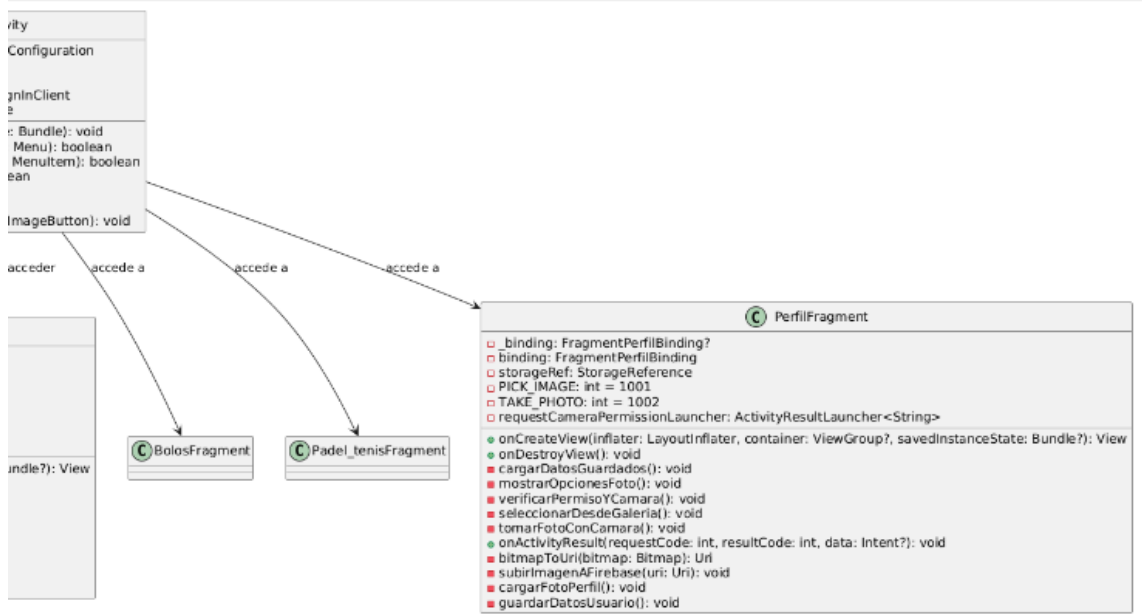 Configuration
: Bundle): void
Menu): boolean
MenuItem): boolean
ImageButton): void
acceder
accede a
accede a
accede a
C PerfilFragment
_binding: FragmentPerfilBinding?
binding: FragmentPerfilBinding
storageRef: StorageReference
PICK_IMAGE: int = 1001
TAKE_PHOTO: int = 1002
requestCameraPermissionLauncher: ActivityResultLauncher<String>
onCreateView(inflater: LayoutInflater, container: ViewGroup?, savedInstanceState: Bundle?): View
onDestroyView(): void
cargarDatosGuardados(): void
mostrarOpcionesFoto(): void
verificarPermisoYCamara(): void
seleccionarDesdeGaleria(): void
tomarFotoConCamara(): void
onActivityResult(requestCode: int, resultCode: int, data: Intent?): void
bitmapToUri(bitmap: Bitmap): Uri
subirImagenAFirebase(uri: Uri): void
cargarFotoPerfil(): void
guardarDatosUsuario(): void
C BolosFragment
C Padel_tenisFragment
undle?): View